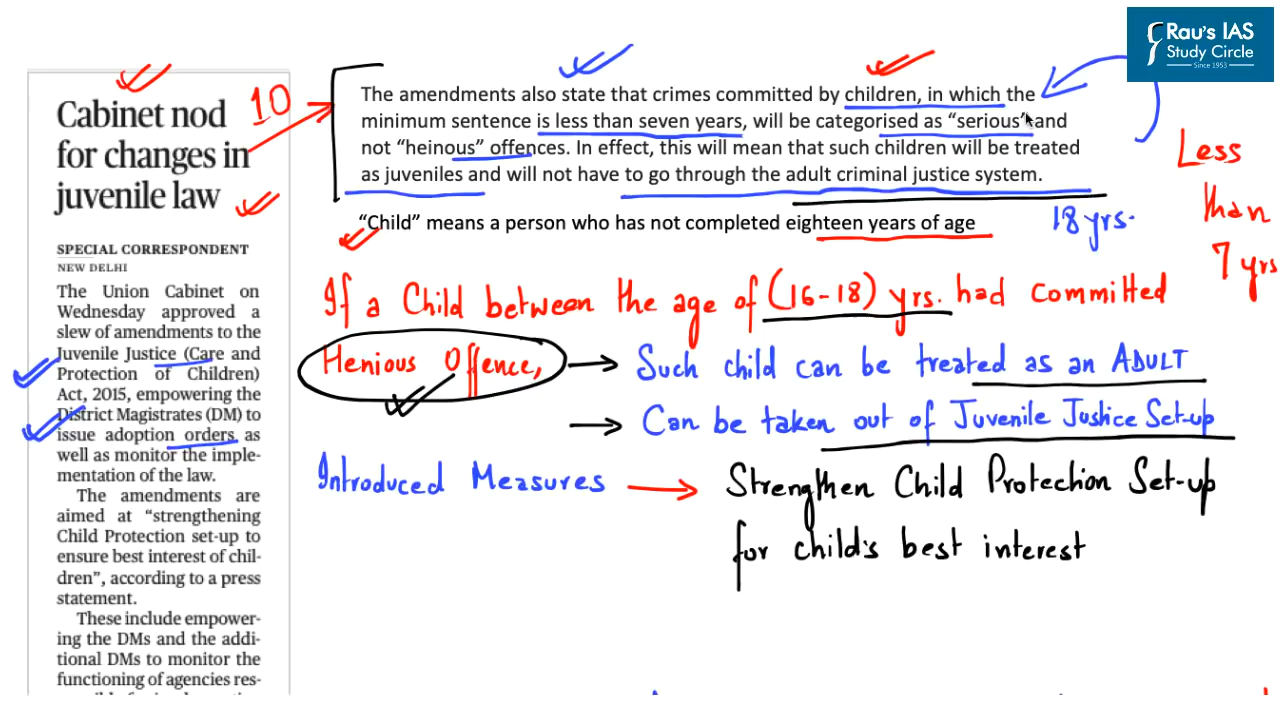 Rau's IAS
Study Circle
Since 1953
Cabinet nod
for changes in
juvenile law
SPECIAL CORRESPONDENT
NEW DELHI
The Union Cabinet on
Wednesday approved a
slew of amendments to the
Juvenile Justice (Care and
Protection of Children)
Act, 2015, empowering the
District Magistrates (DM) to
issue adoption orders as
well as monitor the imple-
mentation of the law.
The amendments are
aimed at “strengthening
Child Protection set-up to
ensure best interest of chil-
dren”, according to a press
statement.
These include empower-
ing the DMs and the addi-
tional DMs to monitor the
functioning of agencies res-
10
The amendments also state that crimes committed by children, in which the
minimum sentence is less than seven years, will be categorised as “serious” and
not “heinous” offences. In effect, this will mean that such children will be treated
as juveniles and will not have to go through the adult criminal justice system.
“Child” means a person who has not completed eighteen years of age
18 yrs.
Less
than
7 yrs
If a Child between the age of (16-18) yrs. had committed
Henious Offence,
Such child can be treated as an ADULT
Can be taken out of Juvenile Justice Set-up
Introduced Measures
Strengthen Child Protection Set-up
for child's best interest